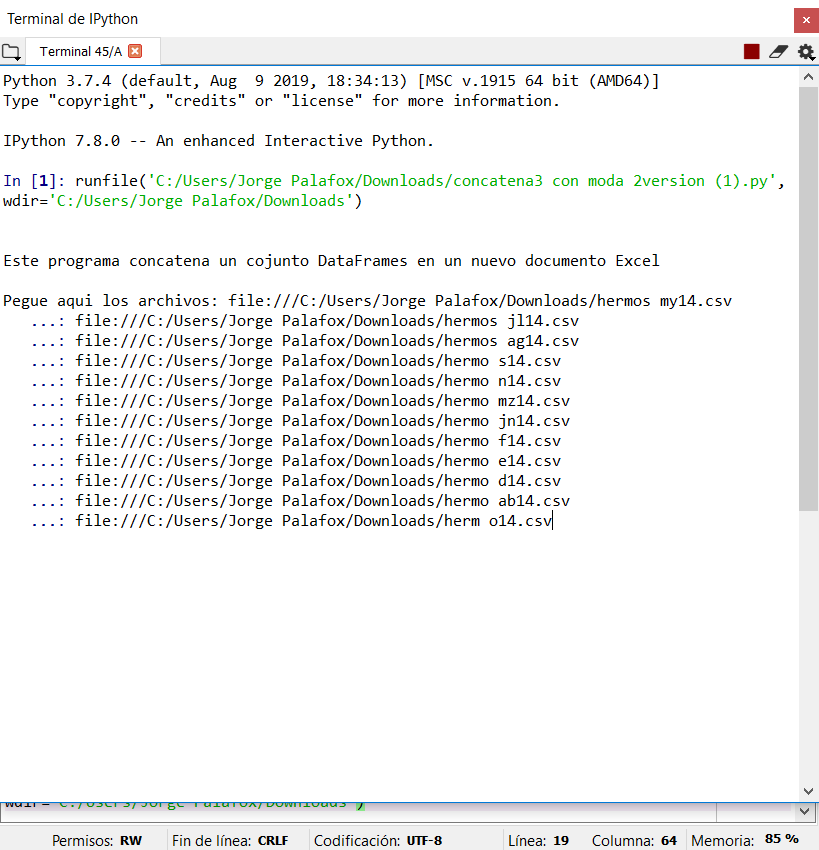 Terminal de IPython
Terminal 45/A
Python 3.7.4 (default, Aug  9 2019, 18:34:13) [MSC v.1915 64 bit (AMD64)]
Type "copyright", "credits" or "license" for more information.
IPython 7.8.0 -- An enhanced Interactive Python.
In [1]: runfile('C:/Users/Jorge Palafox/Downloads/concatena3 con moda 2version (1).py',
wdir='C:/Users/Jorge Palafox/Downloads')
Este programa concatena un cojunto DataFrames en un nuevo documento Excel
Pegue aqui los archivos: file:///C:/Users/Jorge Palafox/Downloads/hermos my14.csv
...: file:///C:/Users/Jorge Palafox/Downloads/hermos jl14.csv
...: file:///C:/Users/Jorge Palafox/Downloads/hermos ag14.csv
...: file:///C:/Users/Jorge Palafox/Downloads/hermo s14.csv
...: file:///C:/Users/Jorge Palafox/Downloads/hermo n14.csv
...: file:///C:/Users/Jorge Palafox/Downloads/hermo mz14.csv
...: file:///C:/Users/Jorge Palafox/Downloads/hermo jn14.csv
...: file:///C:/Users/Jorge Palafox/Downloads/hermo f14.csv
...: file:///C:/Users/Jorge Palafox/Downloads/hermo e14.csv
...: file:///C:/Users/Jorge Palafox/Downloads/hermo d14.csv
...: file:///C:/Users/Jorge Palafox/Downloads/hermo ab14.csv
...: file:///C:/Users/Jorge Palafox/Downloads/herm o14.csv
wdir='C:/Users/Jorge Palafox/Downloads')
Permisos: RW Fin de línea: CRLF Codificación: UTF-8 Línea: 19 Columna: 64 Memoria: 85 %